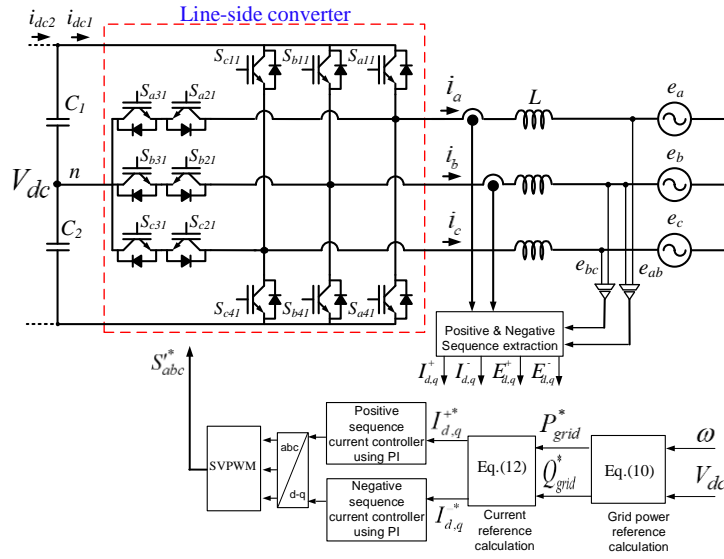 Line-side converter
i_dc2 i_dc1
S_c11 S_b11 S_a11
C_1
S_a31 S_a21
i_a L e_a
S_b31 S_b21
V_dc n
i_b e_b
C_2
S_c31 S_c21
i_c e_c
e_bc e_ab
S_c41 S_b41 S_a41
Positive & Negative
Sequence extraction
I^+_d,q I^-_d,q E^+_d,q E^-_d,q
S'^*_abc
Positive
sequence
current controller
using PI
I^+*_d,q
P^*_grid
ω
SVPWM
abc
d-q
Eq.(12)
Eq.(10)
Q^*_grid
V_dc
Negative
sequence
current controller
using PI
I^-*_d,q
Current
reference
calculation
Grid power
reference
calculation